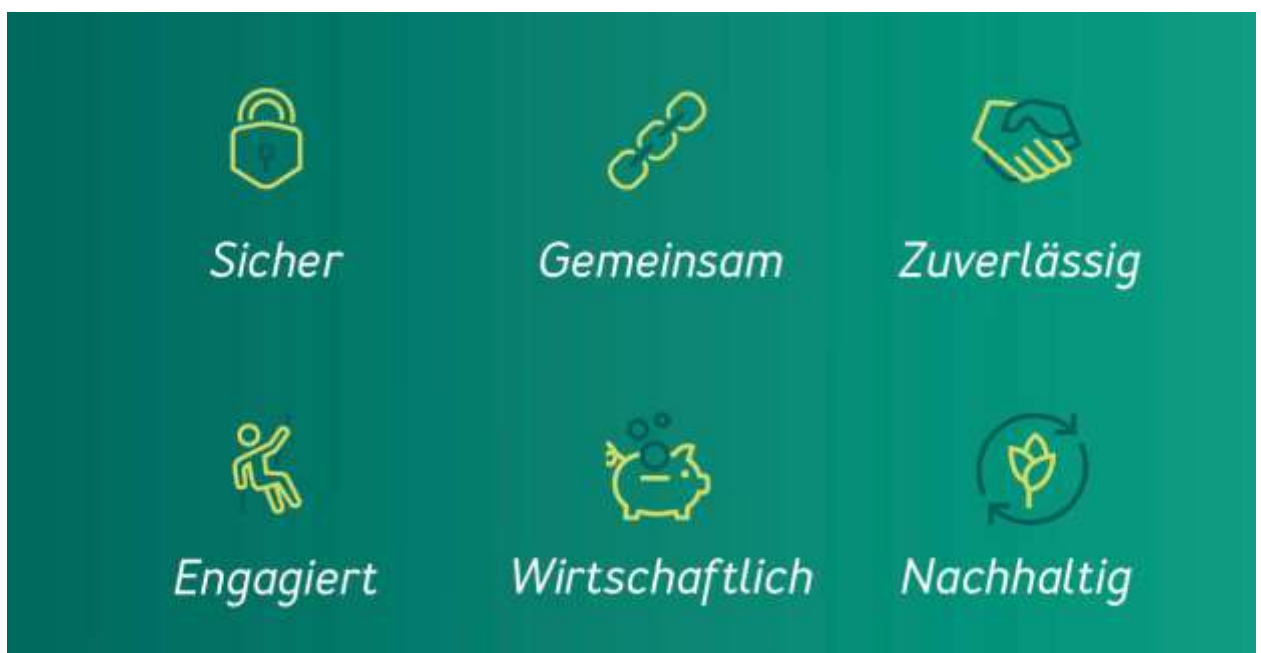 Sicher
Gemeinsam
Zuverlässig
Engagiert
Wirtschaftlich
Nachhaltig